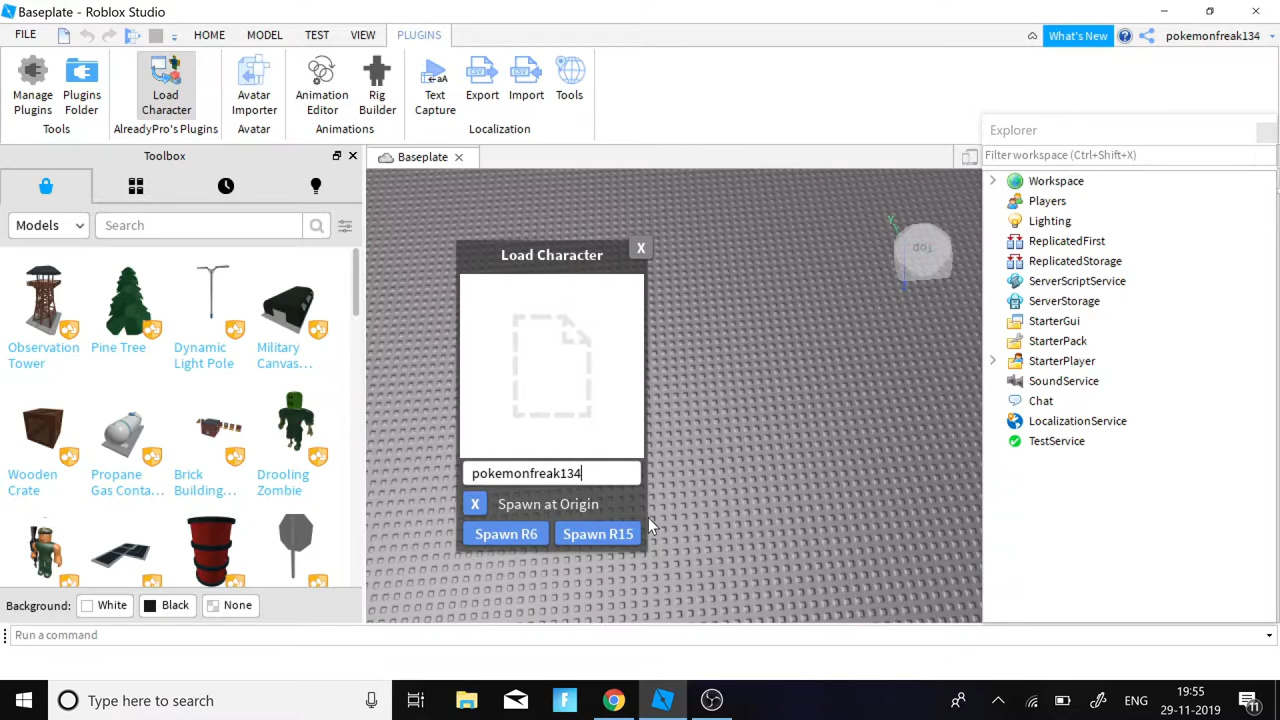 Baseplate - Roblox Studio
FILE
HOME
MODEL
TEST
VIEW
PLUGINS
What's New
pokemonfreak134
Manage Plugins
Plugins Folder
Load Character
Avatar Importer
Animation Editor
Rig Builder
Text Capture
Export
Import
Tools
Tools
AlreadyPro's Plugins
Avatar
Animations
Localization
Toolbox
Baseplate
Explorer
Filter workspace (Ctrl+Shift+X)
Models
Search
Observation Tower
Pine Tree
Dynamic Light Pole
Military Canvas...
Wooden Crate
Propane Gas Conta...
Brick Building...
Drooling Zombie
Background:
White
Black
None
Load Character
X
pokemonfreak134
X
Spawn at Origin
Spawn R6
Spawn R15
Y
Top
Workspace
Players
Lighting
ReplicatedFirst
ReplicatedStorage
ServerScriptService
ServerStorage
StarterGui
StarterPack
StarterPlayer
SoundService
Chat
LocalizationService
TestService
Run a command
Type here to search
ENG
19:55
29-11-2019
11